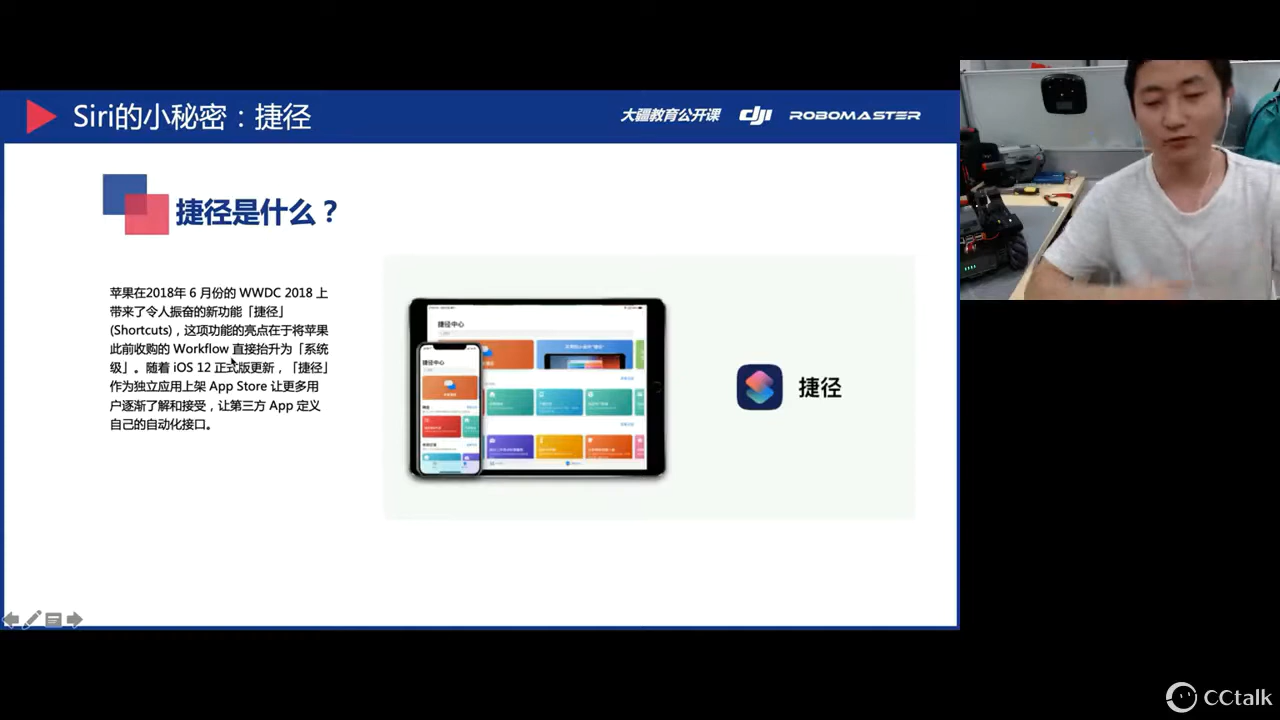 Siri的小秘密：捷径
大疆教育公开课 dji ROBOMASTER
捷径是什么？
苹果在2018年 6 月份的 WWDC 2018 上
带来了令人振奋的新功能「捷径」
(Shortcuts)，这项功能的亮点在于将苹果
此前收购的 Workflow 直接抬升为「系统
级」。随着 iOS 12 正式版更新，「捷径」
作为独立应用上架 App Store 让更多用
户逐渐了解和接受，让第三方 App 定义
自己的自动化接口。
捷径中心
捷径中心
捷径
CCtalk